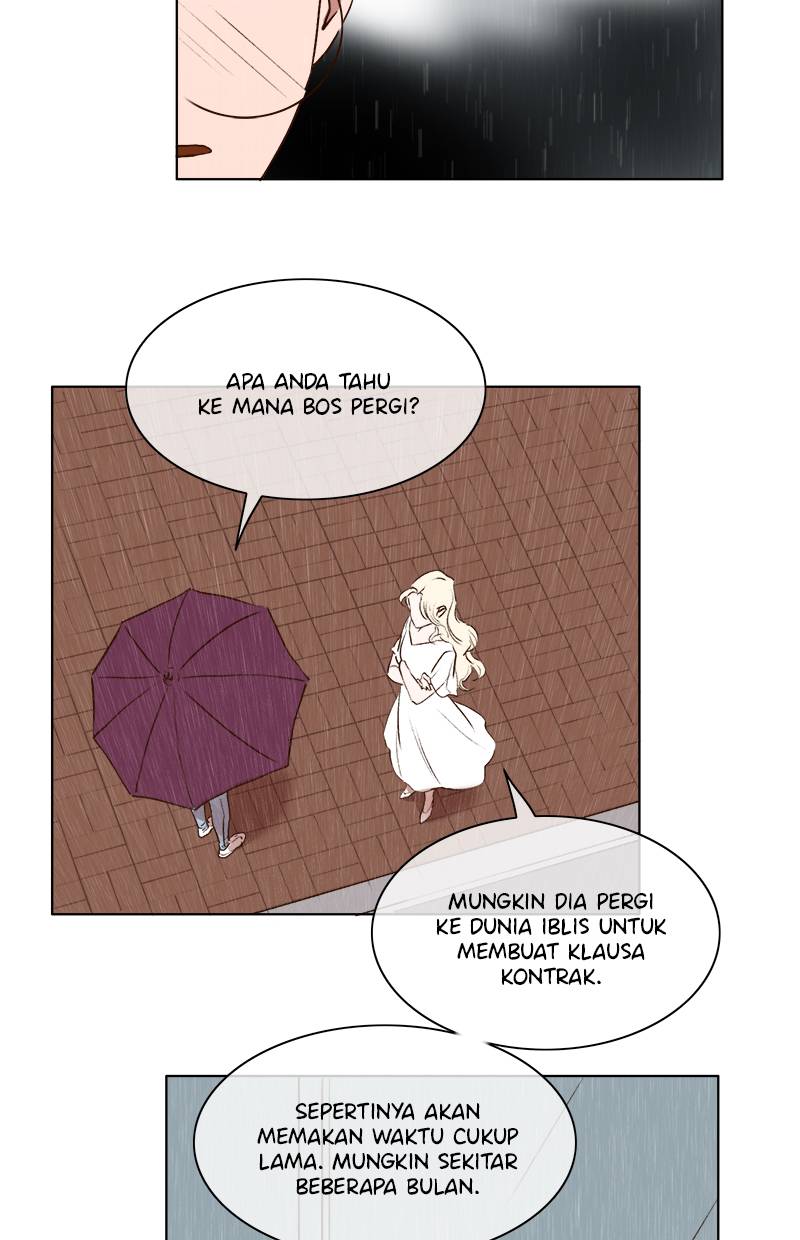 APA ANDA TAHU
KE MANA BOS PERGI?
MUNGKIN DIA PERGI
KE DUNIA IBLIS UNTUK
MEMBUAT KLAUSA
KONTRAK.
SEPERTINYA AKAN
MEMAKAN WAKTU CUKUP
LAMA. MUNGKIN SEKITAR
BEBERAPA BULAN.